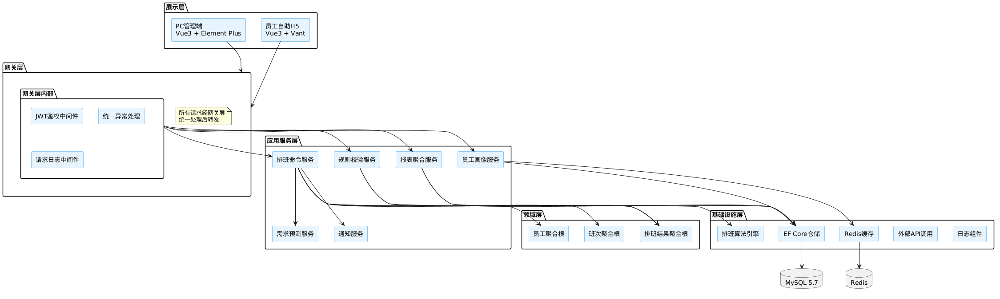 展示层
PC管理端
Vue3 + Element Plus
员工自助H5
Vue3 + Vant
网关层
网关层内部
JWT鉴权中间件
统一异常处理
所有请求经网关层
统一处理后转发
请求日志中间件
应用服务层
排班命令服务
规则校验服务
报表聚合服务
员工画像服务
需求预测服务
通知服务
领域层
员工聚合根
班次聚合根
排班结果聚合根
基础设施层
排班算法引擎
EF Core仓储
Redis缓存
外部API调用
日志组件
MySQL 5.7
Redis